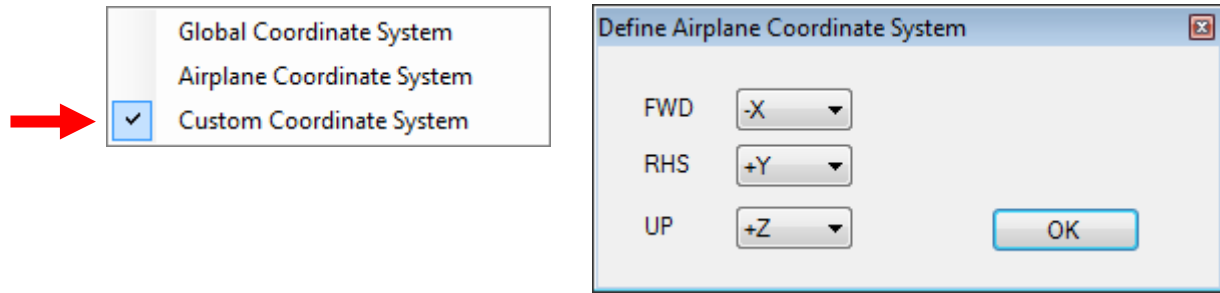 Global Coordinate System
Airplane Coordinate System
Custom Coordinate System
Define Airplane Coordinate System
FWD -X
RHS +Y
UP +Z
OK